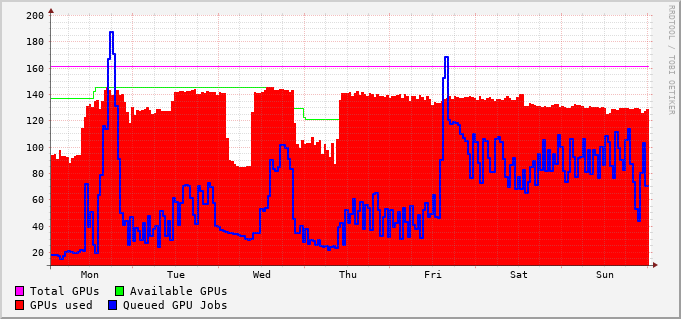 200
180
160
140
120
100
80
60
40
20
Mon Tue Wed Thu Fri Sat Sun
RRDTOOL / TOBI OETIKER
Total GPUs Available GPUs
GPUs used Queued GPU Jobs